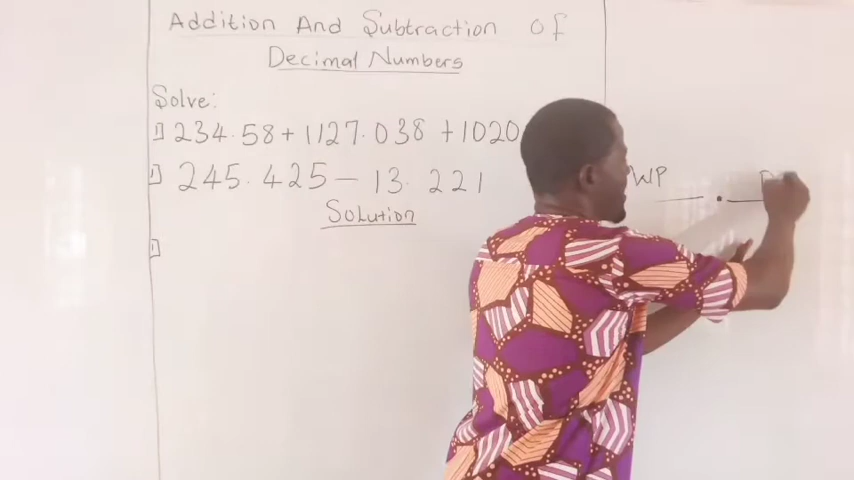 Addition And Subtraction of
Decimal Numbers
Solve:
1] 234.58+ 1127.038 +1020
1] 245.425 - 13.221
Solution
1]
WP
.